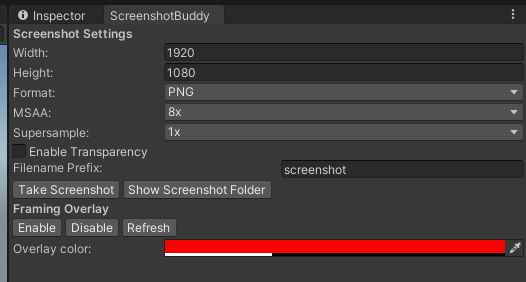 Inspector ScreenshotBuddy
Screenshot Settings
Width: 1920
Height: 1080
Format: PNG
MSAA: 8x
Supersample: 1x
Enable Transparency
Filename Prefix: screenshot
Take Screenshot Show Screenshot Folder
Framing Overlay
Enable Disable Refresh
Overlay color: